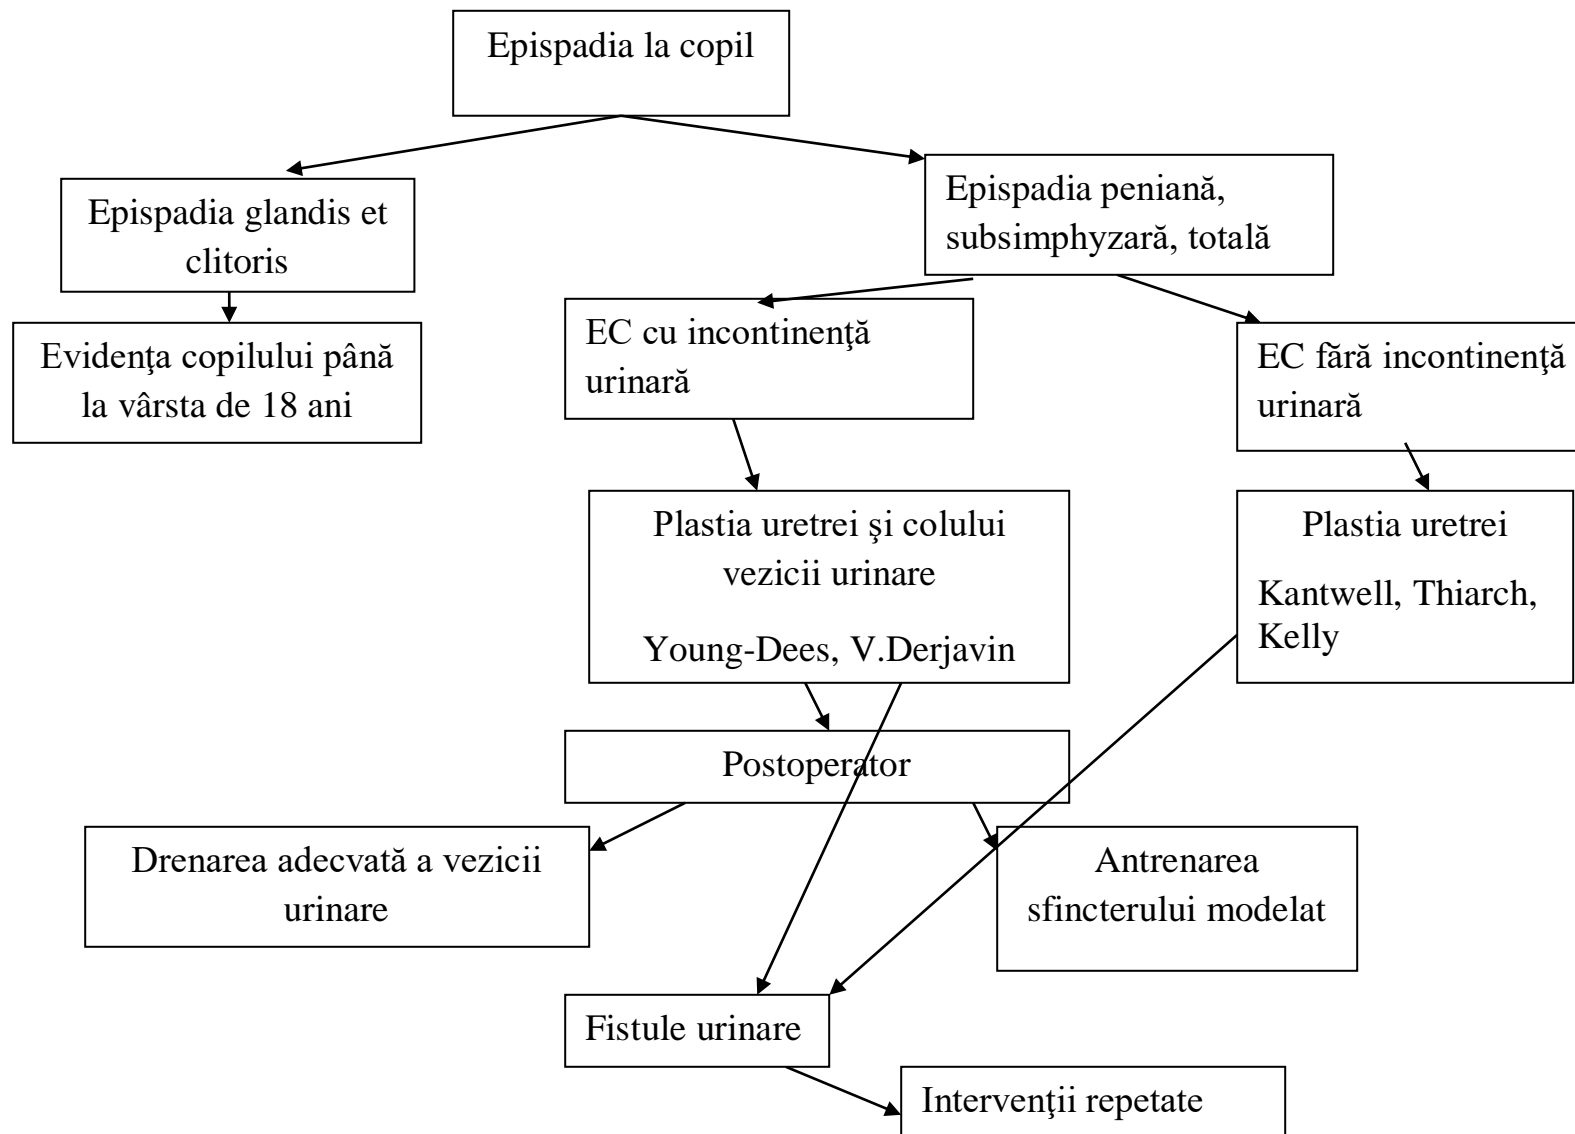 Epispadia la copil
Epispadia glandis et
clitoris
Epispadia peniană,
subsimphyzară, totală
Evidenţa copilului până
la vârsta de 18 ani
EC cu incontinenţă
urinară
EC fără incontinenţă
urinară
Plastia uretrei şi colului
vezicii urinare
Young-Dees, V.Derjavin
Plastia uretrei
Kantwell, Thiarch,
Kelly
Postoperator
Drenarea adecvată a vezicii
urinare
Antrenarea
sfincterului modelat
Fistule urinare
Intervenţii repetate